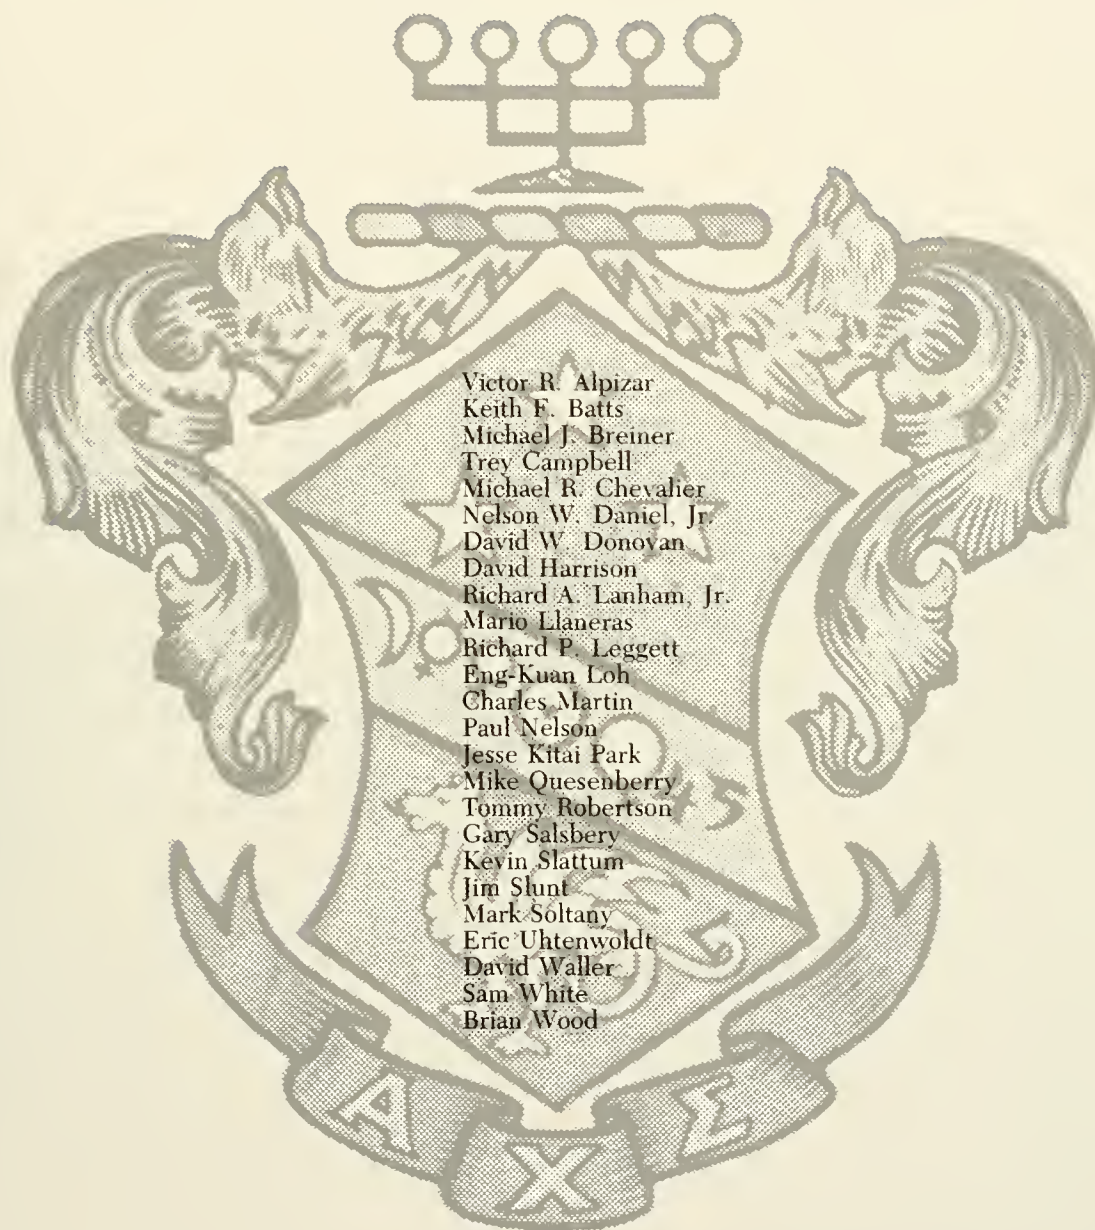 Victor R. Alpizar
Keith F. Batts
Michael J. Breiner
Trey Campbell
Michael R. Chevalier
Nelson W. Daniel, Jr.
David W. Donovan
David Harrison
Richard A. Lanham, Jr.
Mario Llaneras
Richard P. Leggett
Eng-Kuan Loh
Charles Martin
Paul Nelson
Jesse Kitai Park
Mike Quesenberry
Tommy Robertson
Gary Salsbery
Kevin Slattum
Jim Slunt
Mark Soltany
Eric Uhtenwoldt
David Waller
Sam White
Brian Wood
Α Χ Σ